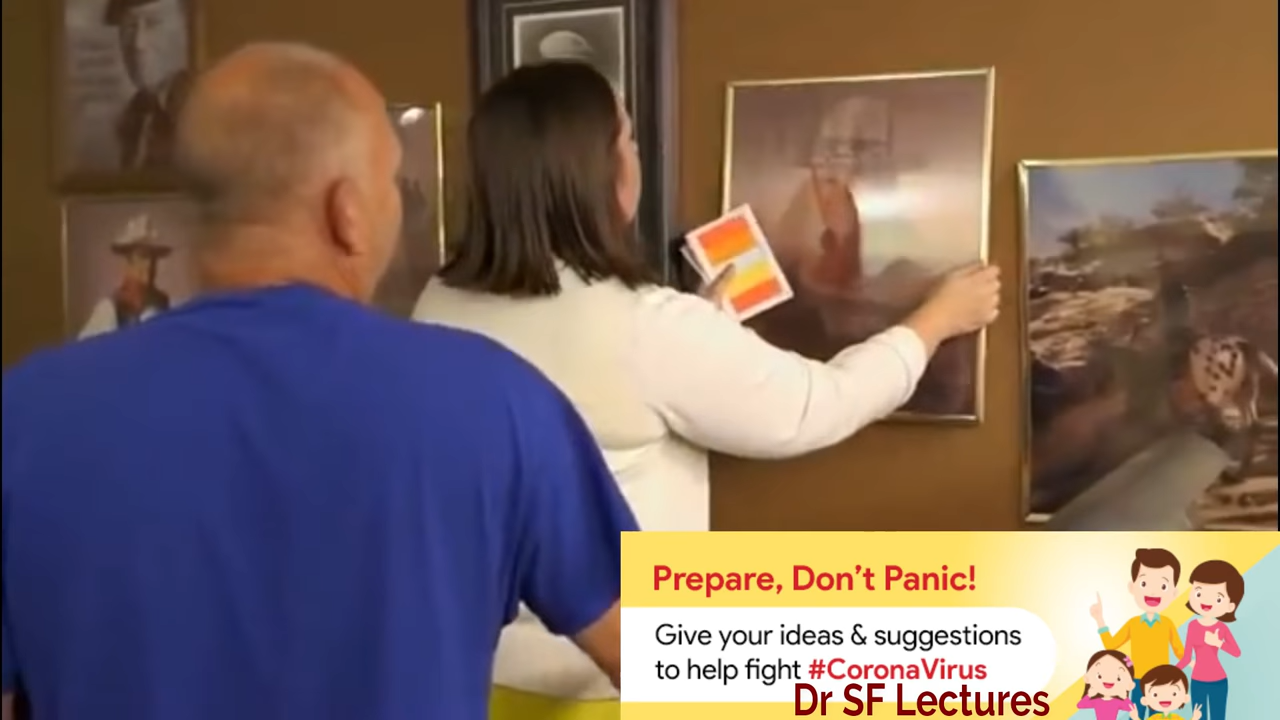 Prepare, Don't Panic!
Give your ideas & suggestions
to help fight #CoronaVirus
Dr SF Lectures